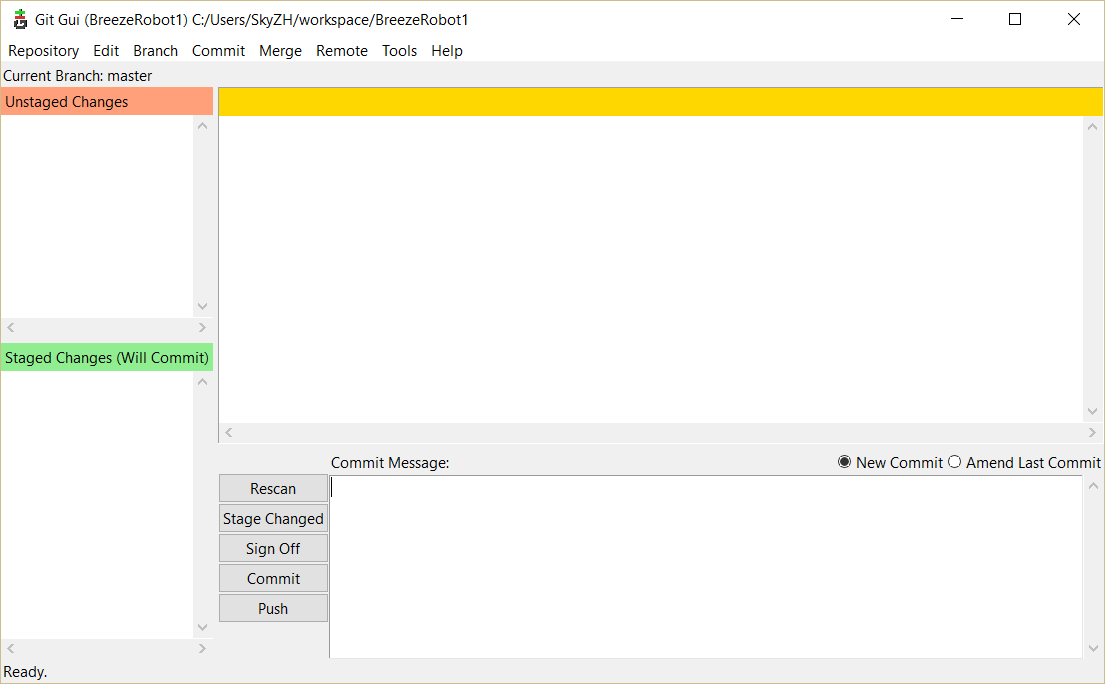 Git Gui (BreezeRobot1) C:/Users/SkyZH/workspace/BreezeRobot1
Repository Edit Branch Commit Merge Remote Tools Help
Current Branch: master
Unstaged Changes
Staged Changes (Will Commit)
Commit Message: New Commit Amend Last Commit
Rescan
Stage Changed
Sign Off
Commit
Push
Ready.